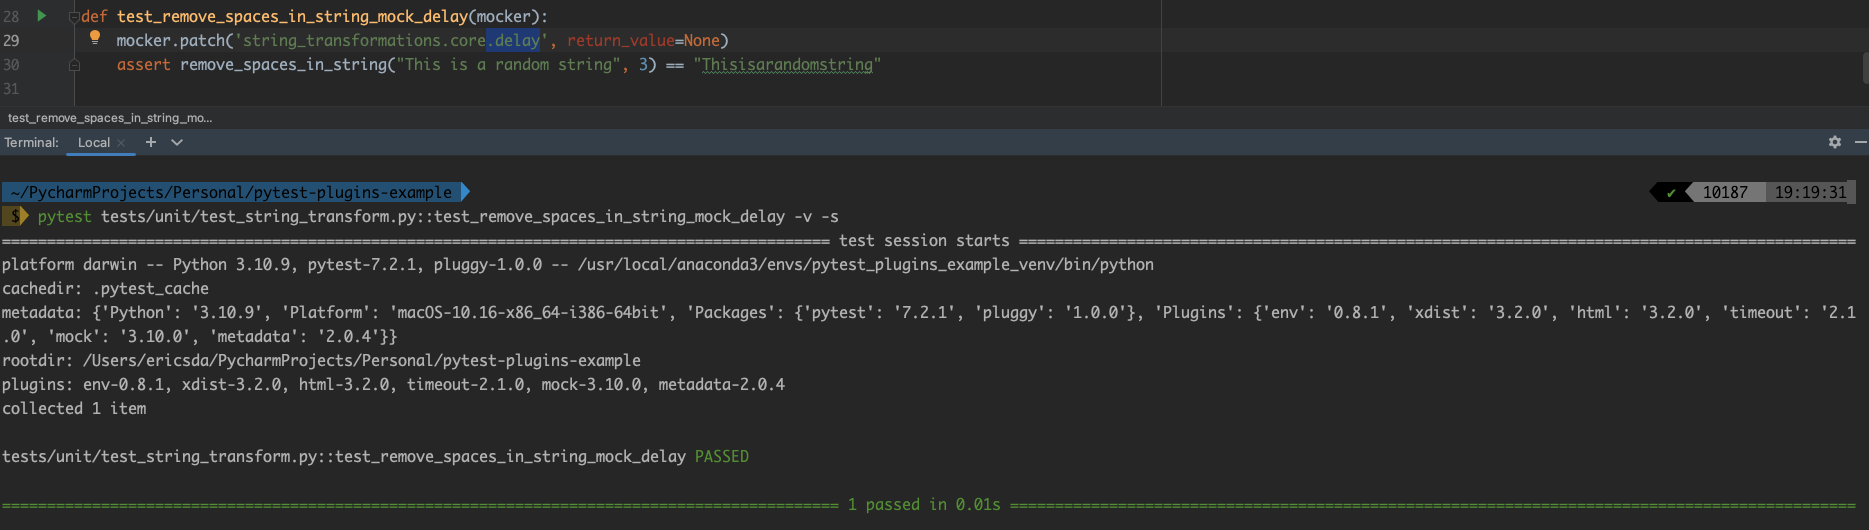 28 def test_remove_spaces_in_string_mock_delay(mocker):
29 mocker.patch('string_transformations.core.delay', return_value=None)
30 assert remove_spaces_in_string("This is a random string", 3) == "Thisisarandomstring"
31
test_remove_spaces_in_string_mo...
Terminal: Local × +
~/PycharmProjects/Personal/pytest-plugins-example ✔ 10187 19:19:31
$ pytest tests/unit/test_string_transform.py::test_remove_spaces_in_string_mock_delay -v -s
============================================================================================ test session starts =============================================================================================
platform darwin -- Python 3.10.9, pytest-7.2.1, pluggy-1.0.0 -- /usr/local/anaconda3/envs/pytest_plugins_example_venv/bin/python
cachedir: .pytest_cache
metadata: {'Python': '3.10.9', 'Platform': 'macOS-10.16-x86_64-i386-64bit', 'Packages': {'pytest': '7.2.1', 'pluggy': '1.0.0'}, 'Plugins': {'env': '0.8.1', 'xdist': '3.2.0', 'html': '3.2.0', 'timeout': '2.1
.0', 'mock': '3.10.0', 'metadata': '2.0.4'}}
rootdir: /Users/ericsda/PycharmProjects/Personal/pytest-plugins-example
plugins: env-0.8.1, xdist-3.2.0, html-3.2.0, timeout-2.1.0, mock-3.10.0, metadata-2.0.4
collected 1 item
tests/unit/test_string_transform.py::test_remove_spaces_in_string_mock_delay PASSED
============================================================================================= 1 passed in 0.01s ==============================================================================================